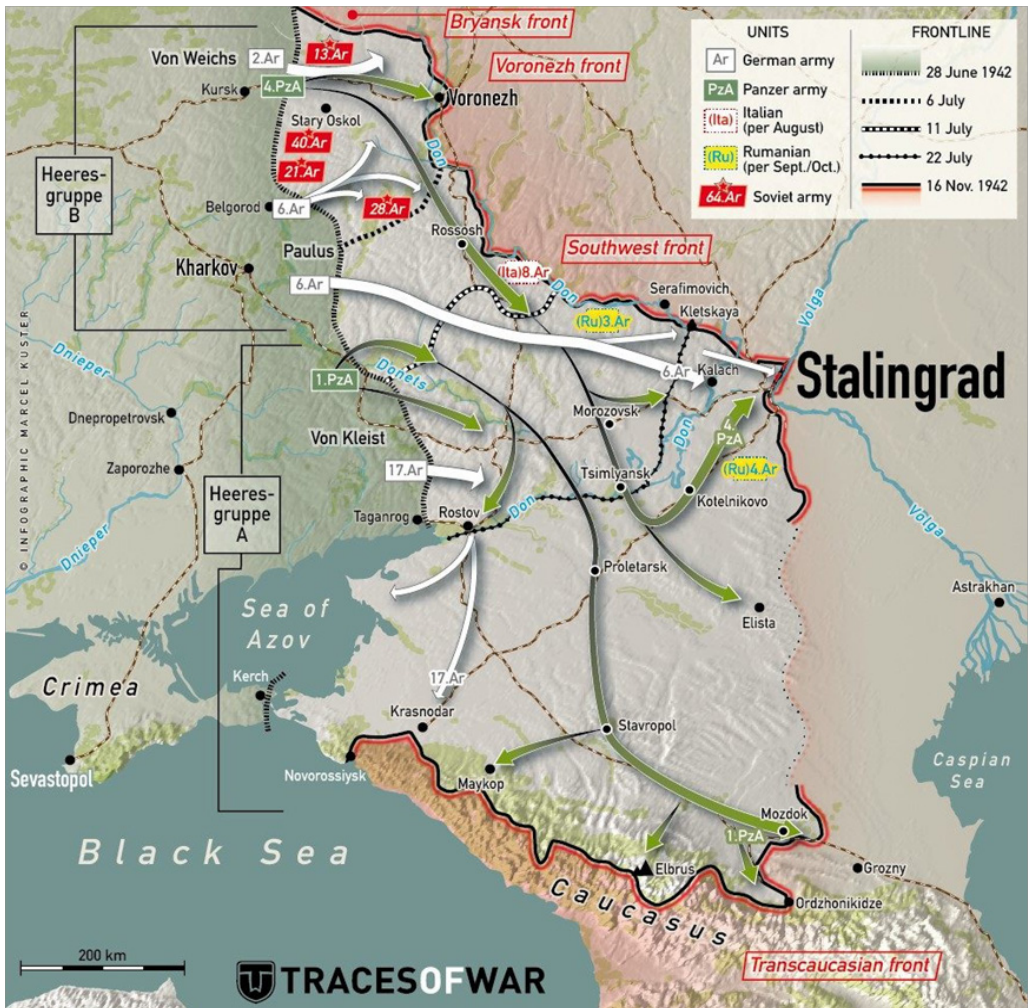 Bryansk front
Von Weichs
2.Ar
13.Ar
Voronezh front
Kursk
4.PzA
Voronezh
Stary Oskol
40.Ar
Don
21.Ar
Heeres-
gruppe
B
Belgorod
6.Ar
28.Ar
Paulus
Rossosh
Southwest front
Kharkov
6.Ar
(Ita)8.Ar
Don
Serafimovich
Kletskaya
Volga
(Ru)3.Ar
Dnieper
1.PzA
Donets
6.Ar
Kalach
Stalingrad
Dnepropetrovsk
Morozovsk
Don
4.
PzA
Von Kleist
Zaporozhe
17.Ar
Tsimlyansk
(Ru)4.Ar
Kotelnikovo
Heeres-
gruppe
A
Taganrog
Rostov
Don
Volga
Dnieper
Proletarsk
Astrakhan
Sea of
Azov
Elista
Kerch
17.Ar
Crimea
Krasnodar
Stavropol
Sevastopol
Novorossiysk
Maykop
Caspian
Sea
Mozdok
1.PzA
Black Sea
Elbrus
Grozny
Caucasus
Ordzhonikidze
Transcaucasian front
200 km
TRACESOFWAR
© INFOGRAPHIC MARCEL KUSTER
UNITS
Ar
German army
PzA
Panzer army
(Ita)
Italian
(per August)
(Ru)
Rumanian
(per Sept./Oct.)
64.Ar
Soviet army
FRONTLINE
28 June 1942
6 July
11 July
22 July
16 Nov. 1942